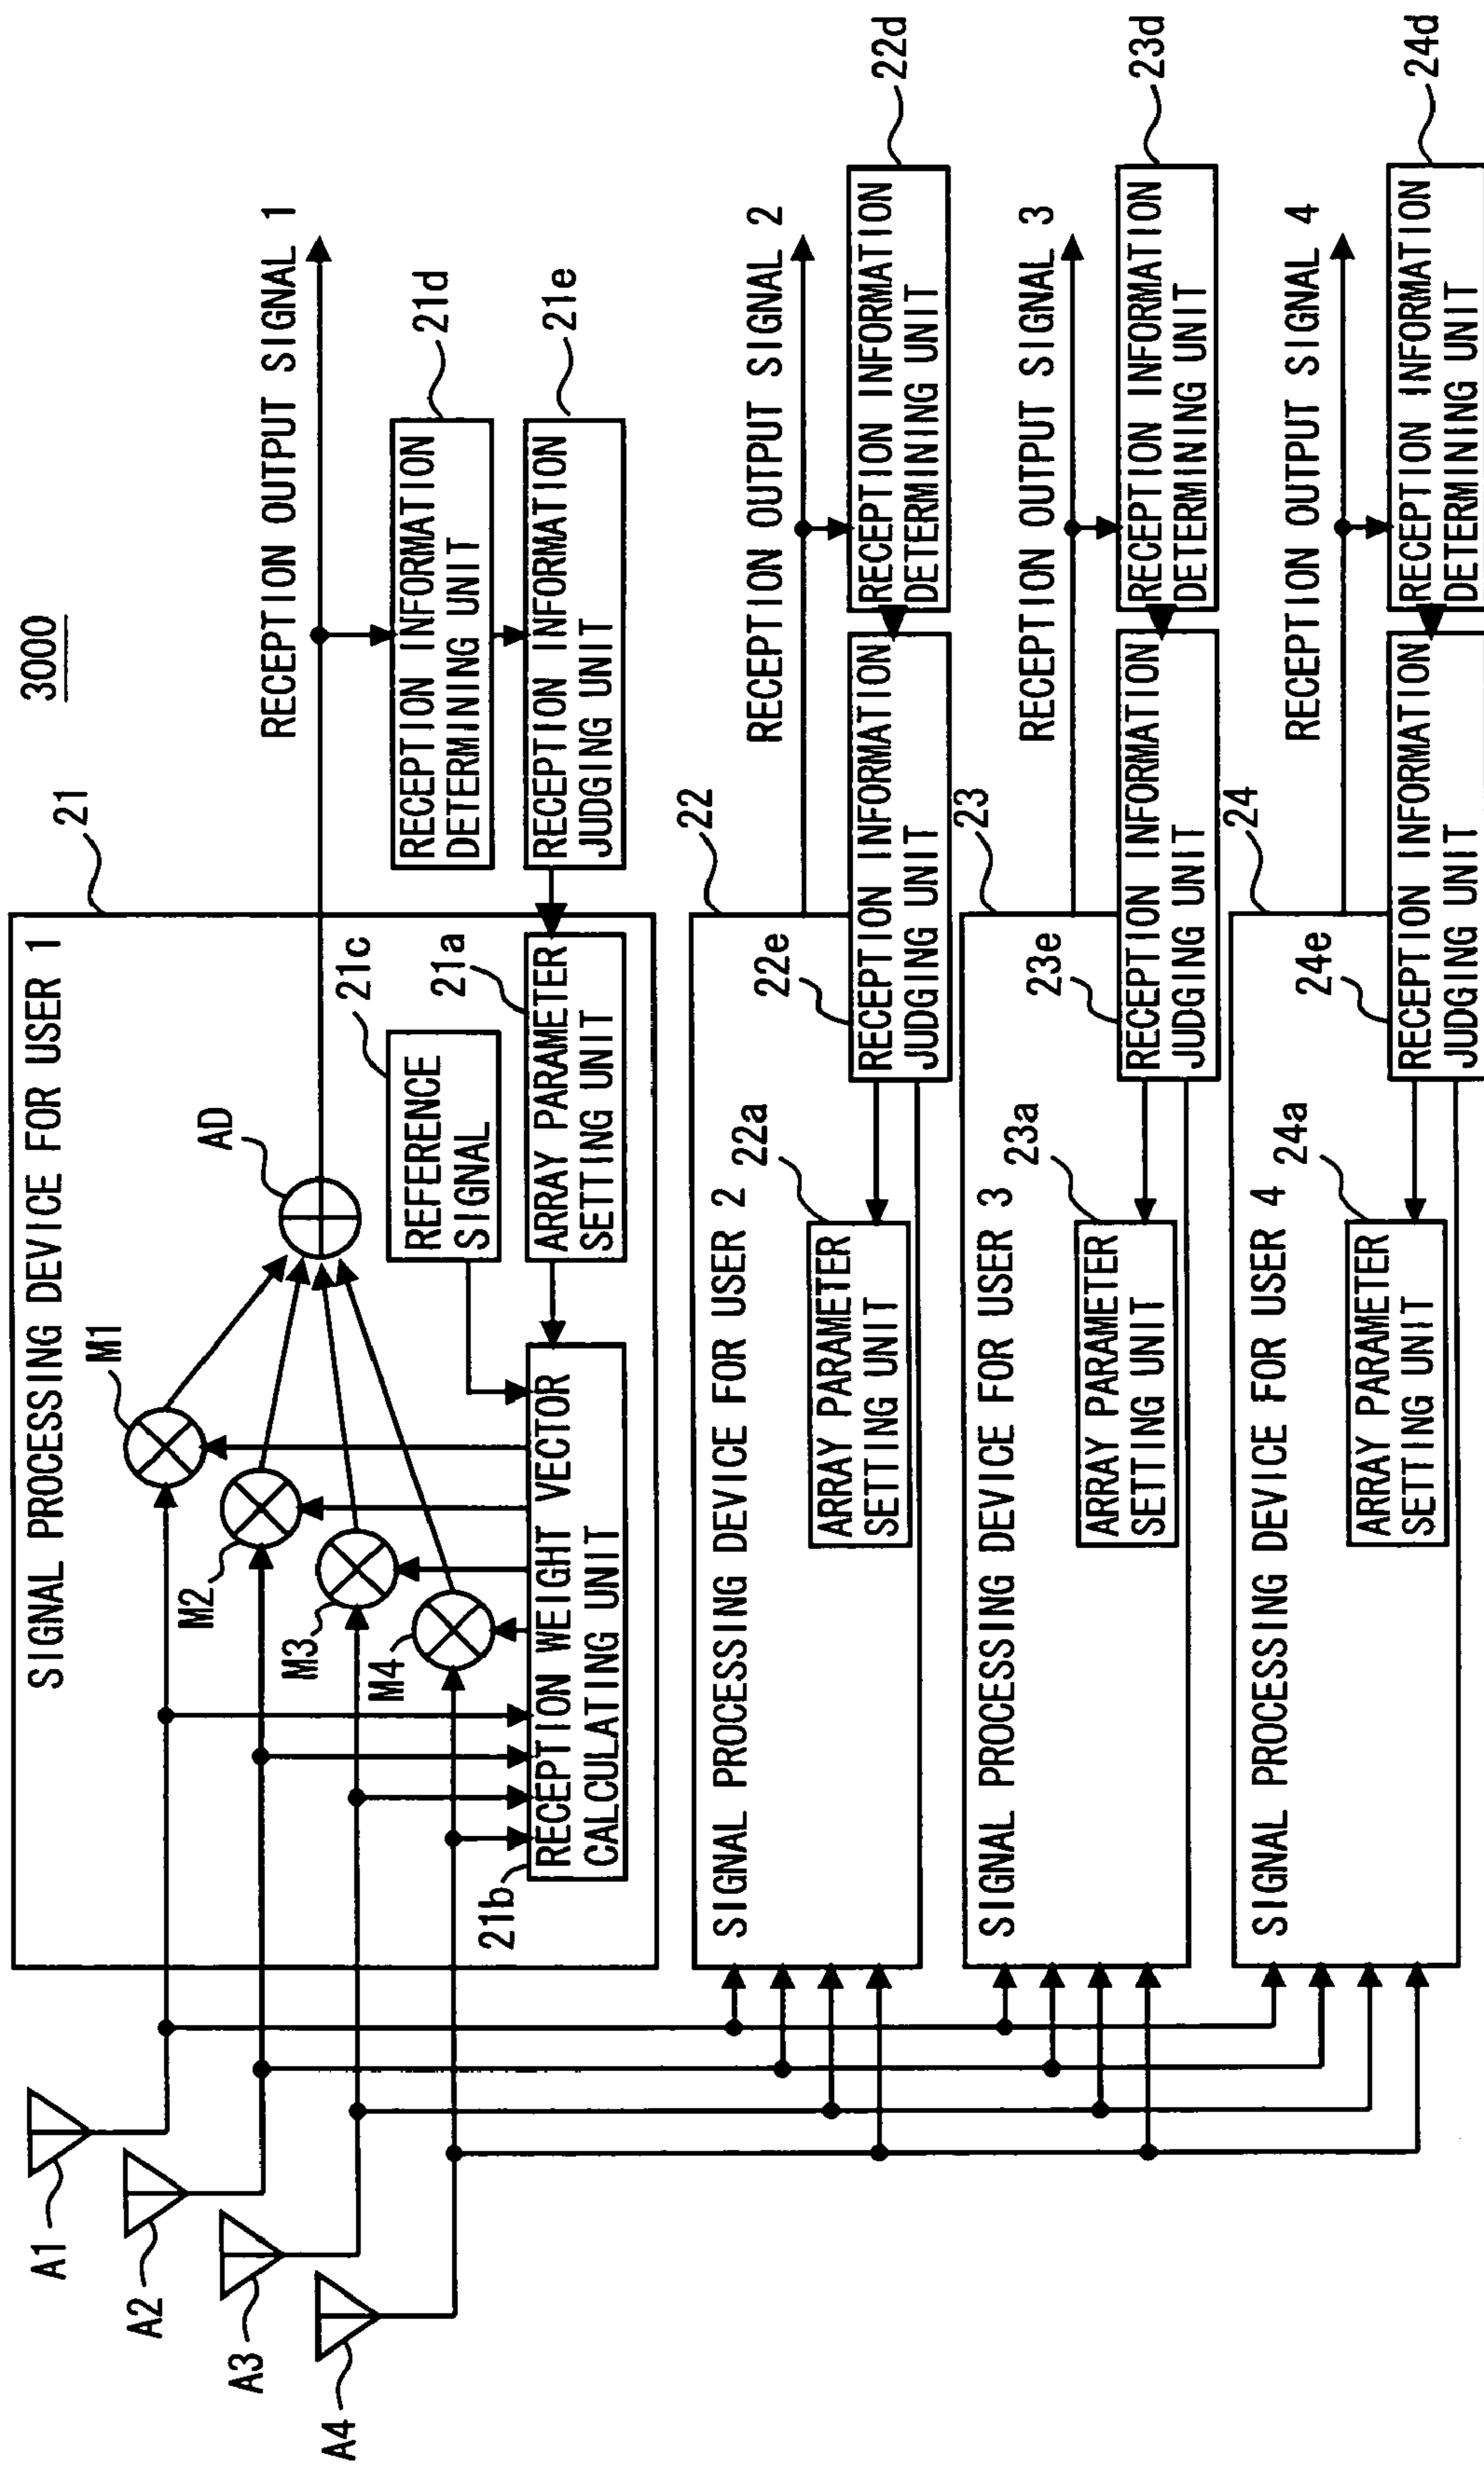 3000
A1
A2
A3
A4
SIGNAL PROCESSING DEVICE FOR USER 1
21
M1
M2
M3
M4
AD
RECEPTION OUTPUT SIGNAL 1
REFERENCE
SIGNAL
21c
21b
RECEPTION WEIGHT VECTOR
CALCULATING UNIT
ARRAY PARAMETER
SETTING UNIT
21a
RECEPTION INFORMATION
DETERMINING UNIT
21d
RECEPTION INFORMATION
JUDGING UNIT
21e
SIGNAL PROCESSING DEVICE FOR USER 2
22
ARRAY PARAMETER
SETTING UNIT
22a
22e
RECEPTION INFORMATION
JUDGING UNIT
RECEPTION OUTPUT SIGNAL 2
RECEPTION INFORMATION
DETERMINING UNIT
22d
SIGNAL PROCESSING DEVICE FOR USER 3
23
ARRAY PARAMETER
SETTING UNIT
23a
23e
RECEPTION INFORMATION
JUDGING UNIT
RECEPTION OUTPUT SIGNAL 3
RECEPTION INFORMATION
DETERMINING UNIT
23d
SIGNAL PROCESSING DEVICE FOR USER 4
24
ARRAY PARAMETER
SETTING UNIT
24a
24e
RECEPTION INFORMATION
JUDGING UNIT
RECEPTION OUTPUT SIGNAL 4
RECEPTION INFORMATION
DETERMINING UNIT
24d